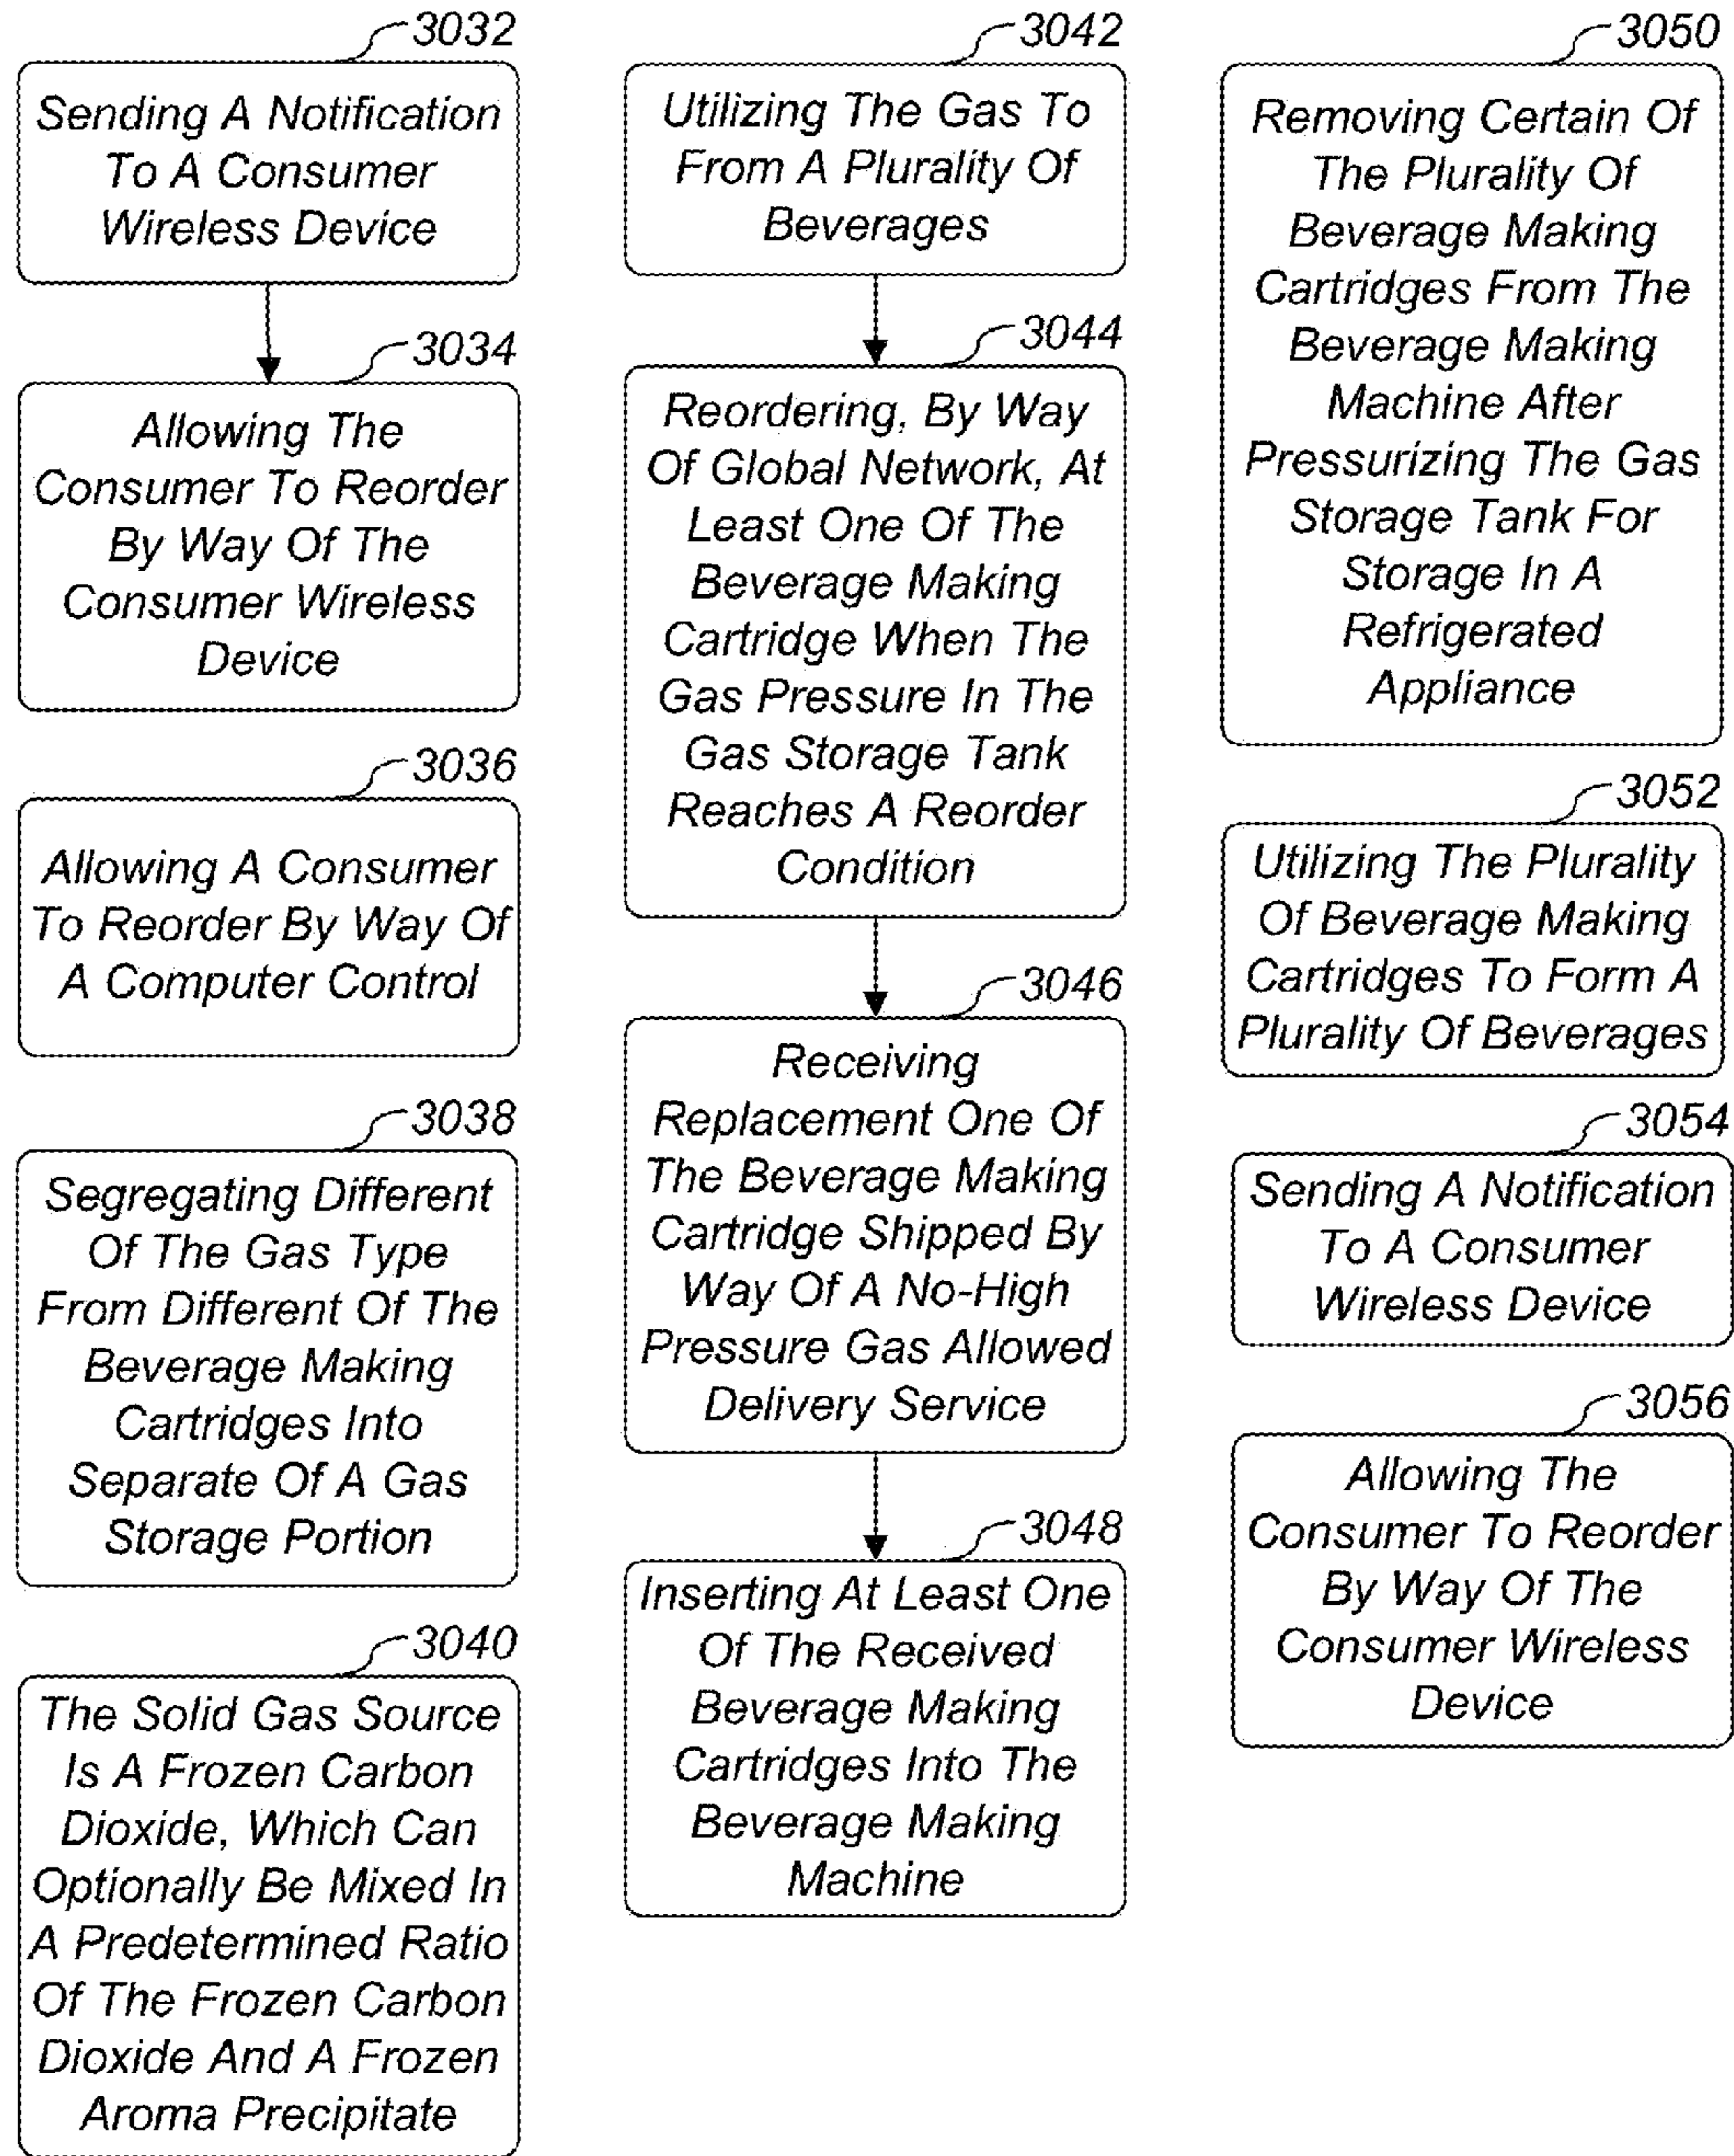 3032
Sending A Notification
To A Consumer
Wireless Device
3034
Allowing The
Consumer To Reorder
By Way Of The
Consumer Wireless
Device
3036
Allowing A Consumer
To Reorder By Way Of
A Computer Control
3038
Segregating Different
Of The Gas Type
From Different Of The
Beverage Making
Cartridges Into
Separate Of A Gas
Storage Portion
3040
The Solid Gas Source
Is A Frozen Carbon
Dioxide, Which Can
Optionally Be Mixed In
A Predetermined Ratio
Of The Frozen Carbon
Dioxide And A Frozen
Aroma Precipitate
3042
Utilizing The Gas To
From A Plurality Of
Beverages
3044
Reordering, By Way
Of Global Network, At
Least One Of The
Beverage Making
Cartridge When The
Gas Pressure In The
Gas Storage Tank
Reaches A Reorder
Condition
3046
Receiving
Replacement One Of
The Beverage Making
Cartridge Shipped By
Way Of A No-High
Pressure Gas Allowed
Delivery Service
3048
Inserting At Least One
Of The Received
Beverage Making
Cartridges Into The
Beverage Making
Machine
3050
Removing Certain Of
The Plurality Of
Beverage Making
Cartridges From The
Beverage Making
Machine After
Pressurizing The Gas
Storage Tank For
Storage In A
Refrigerated
Appliance
3052
Utilizing The Plurality
Of Beverage Making
Cartridges To Form A
Plurality Of Beverages
3054
Sending A Notification
To A Consumer
Wireless Device
3056
Allowing The
Consumer To Reorder
By Way Of The
Consumer Wireless
Device